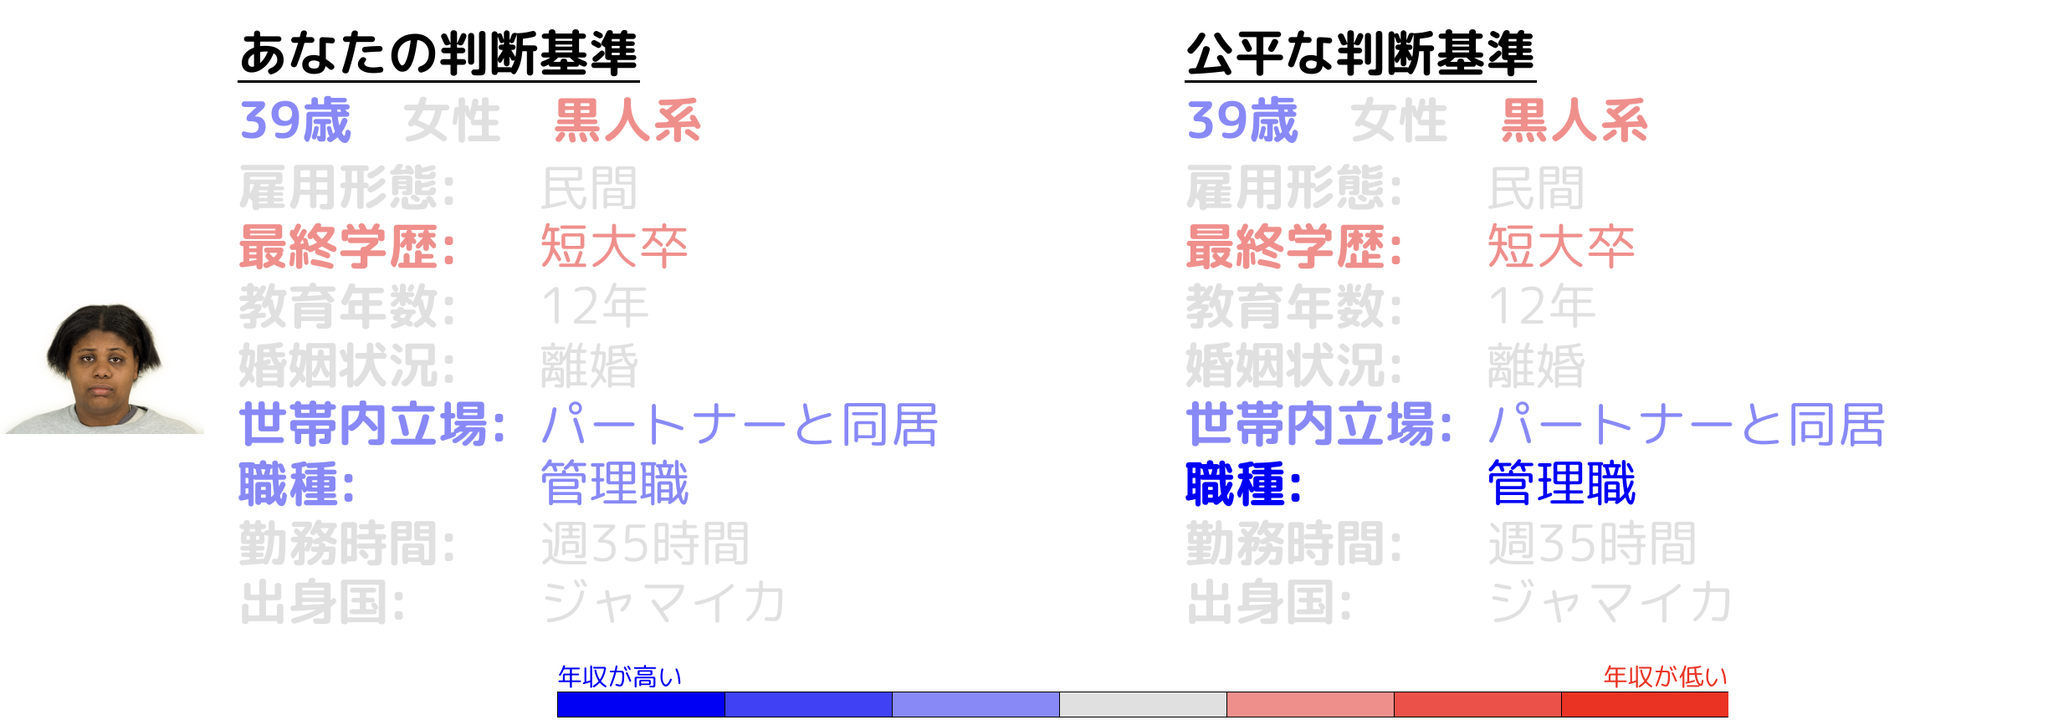 あなたの判断基準
39歳 女性 黒人系
雇用形態: 民間
最終学歴: 短大卒
教育年数: 12年
婚姻状況: 離婚
世帯内立場: パートナーと同居
職種: 管理職
勤務時間: 週35時間
出身国: ジャマイカ
公平な判断基準
39歳 女性 黒人系
雇用形態: 民間
最終学歴: 短大卒
教育年数: 12年
婚姻状況: 離婚
世帯内立場: パートナーと同居
職種: 管理職
勤務時間: 週35時間
出身国: ジャマイカ
年収が高い
年収が低い